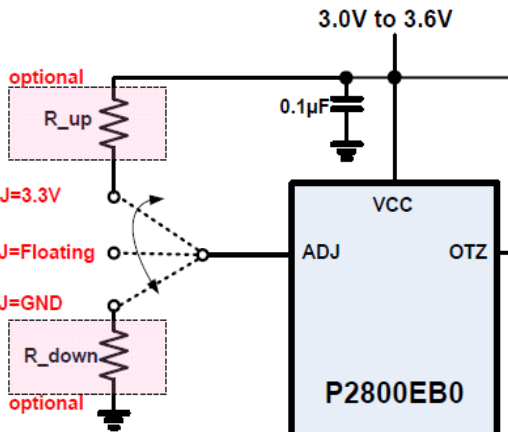 3.0V to 3.6V
optional
R_up
0.1µF
J=3.3V
VCC
J=Floating
ADJ
OTZ
J=GND
R_down
P2800EB0
optional